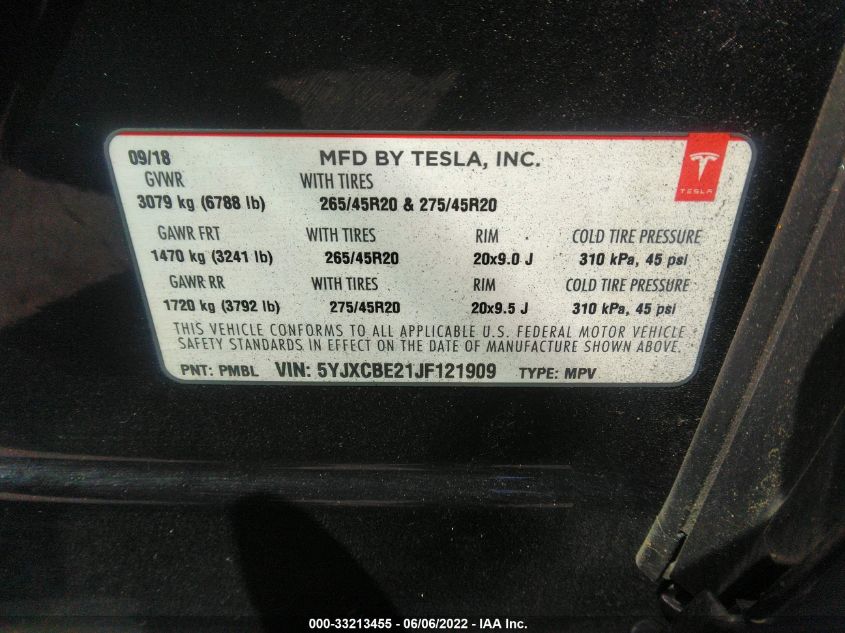 09/18 MFD BY TESLA, INC.
TESLA
GVWR WITH TIRES
3079 kg (6788 lb) 265/45R20 & 275/45R20
GAWR FRT WITH TIRES RIM COLD TIRE PRESSURE
1470 kg (3241 lb) 265/45R20 20x9.0 J 310 kPa, 45 psi
GAWR RR WITH TIRES RIM COLD TIRE PRESSURE
1720 kg (3792 lb) 275/45R20 20x9.5 J 310 kPa, 45 psi
THIS VEHICLE CONFORMS TO ALL APPLICABLE U.S. FEDERAL MOTOR VEHICLE
SAFETY STANDARDS IN EFFECT ON THE DATE OF MANUFACTURE SHOWN ABOVE.
PNT: PMBL VIN: 5YJXCBE21JF121909 TYPE: MPV
000-33213455 - 06/06/2022 - IAA Inc.